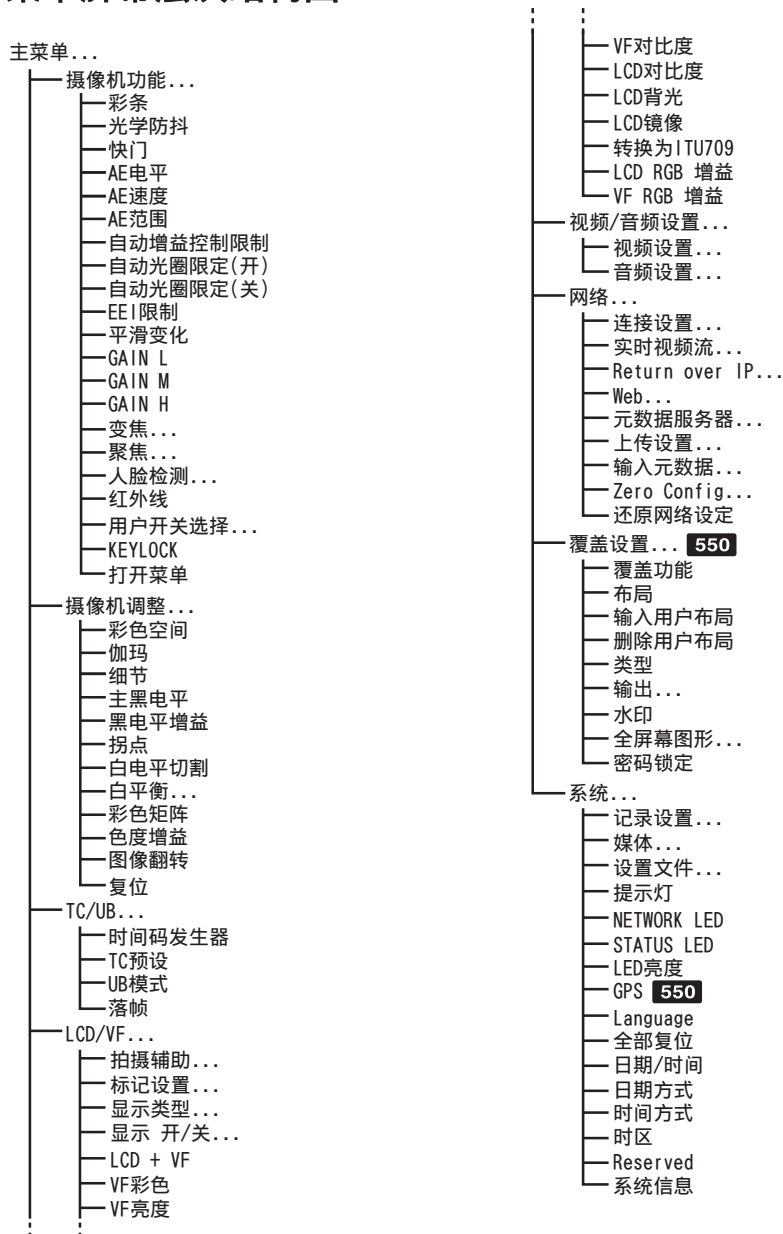 主菜单...
摄像机功能...
彩条
光学防抖
快门
AE电平
AE速度
AE范围
自动增益控制限制
自动光圈限定(开)
自动光圈限定(关)
EEI限制
平滑变化
GAIN L
GAIN M
GAIN H
变焦...
聚焦...
人脸检测...
红外线
用户开关选择...
KEYLOCK
打开菜单
摄像机调整...
彩色空间
伽玛
细节
主黑电平
黑电平增益
拐点
白电平切割
白平衡...
彩色矩阵
色度增益
图像翻转
复位
TC/UB...
时间码发生器
TC预设
UB模式
落帧
LCD/VF...
拍摄辅助...
标记设置...
显示类型...
显示 开/关...
LCD + VF
VF彩色
VF亮度
VF对比度
LCD对比度
LCD背光
LCD镜像
转换为ITU709
LCD RGB 增益
VF RGB 增益
视频/音频设置...
视频设置...
音频设置...
网络...
连接设置...
实时视频流...
Return over IP...
Web...
元数据服务器...
上传设置...
输入元数据...
Zero Config...
还原网络设定
覆盖设置... 550
覆盖功能
布局
输入用户布局
删除用户布局
类型
输出...
水印
全屏幕图形...
密码锁定
系统...
记录设置...
媒体...
设置文件...
提示灯
NETWORK LED
STATUS LED
LED亮度
GPS 550
Language
全部复位
日期/时间
日期方式
时间方式
时区
Reserved
系统信息